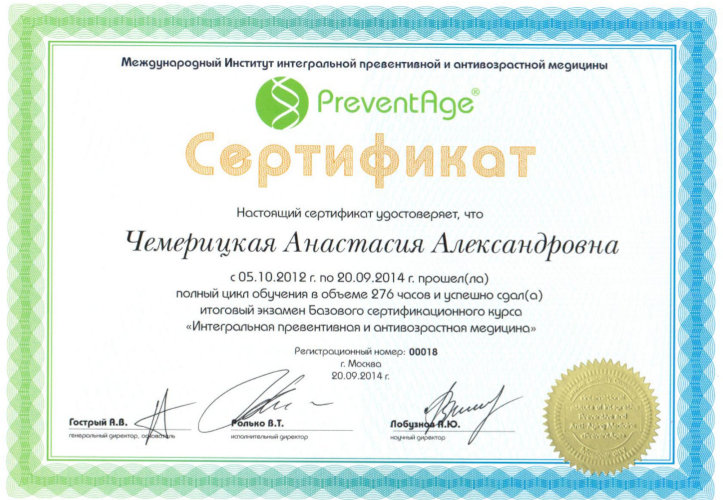 Международный Институт интегральной превентивной и антивозрастной медицины
PreventAge®
Сертификат
Настоящий сертификат удостоверяет, что
Чемерицкая Анастасия Александровна
с 05.10.2012 г. по 20.09.2014 г. прошел(ла)
полный цикл обучения в объеме 276 часов и успешно сдал(а)
итоговый экзамен Базового сертификационного курса
«Интегральная превентивная и антивозрастная медицина»
Регистрационный номер: 00018
г. Москва
20.09.2014 г.
Гострый А.В.
генеральный директор, основатель
Ролько В.Т.
исполнительный директор
Лобузнов А.Ю.
научный директор